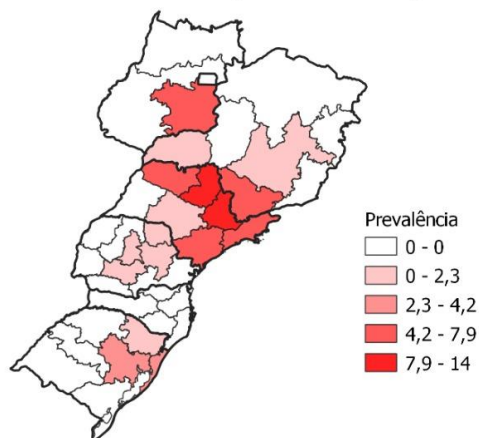 Prevalência
0 - 0
0 - 2,3
2,3 - 4,2
4,2 - 7,9
7,9 - 14